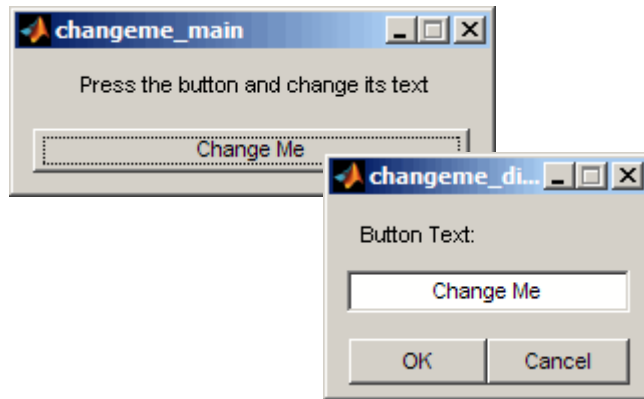 changeme_main
Press the button and change its text
Change Me
changeme_di...
Button Text:
Change Me
OK Cancel